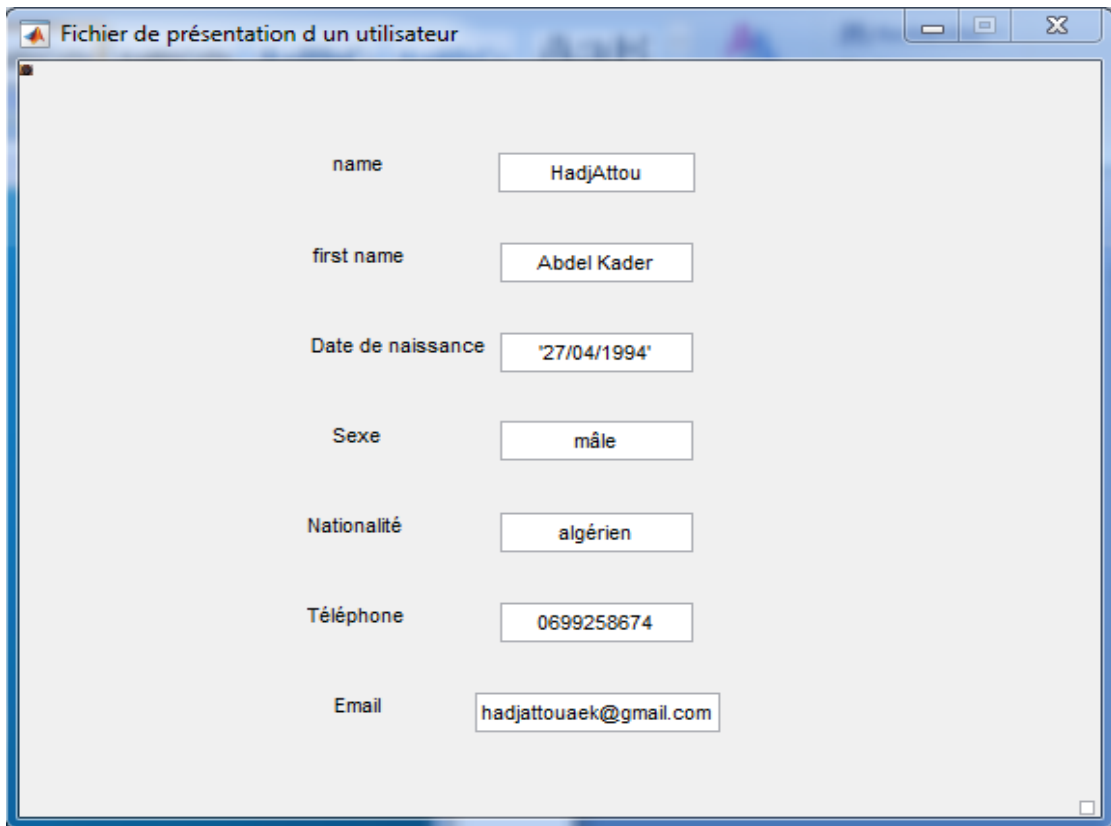 Fichier de présentation d un utilisateur
name HadjAttou
first name Abdel Kader
Date de naissance '27/04/1994'
Sexe mâle
Nationalité algérien
Téléphone 0699258674
Email hadjattouaek@gmail.com